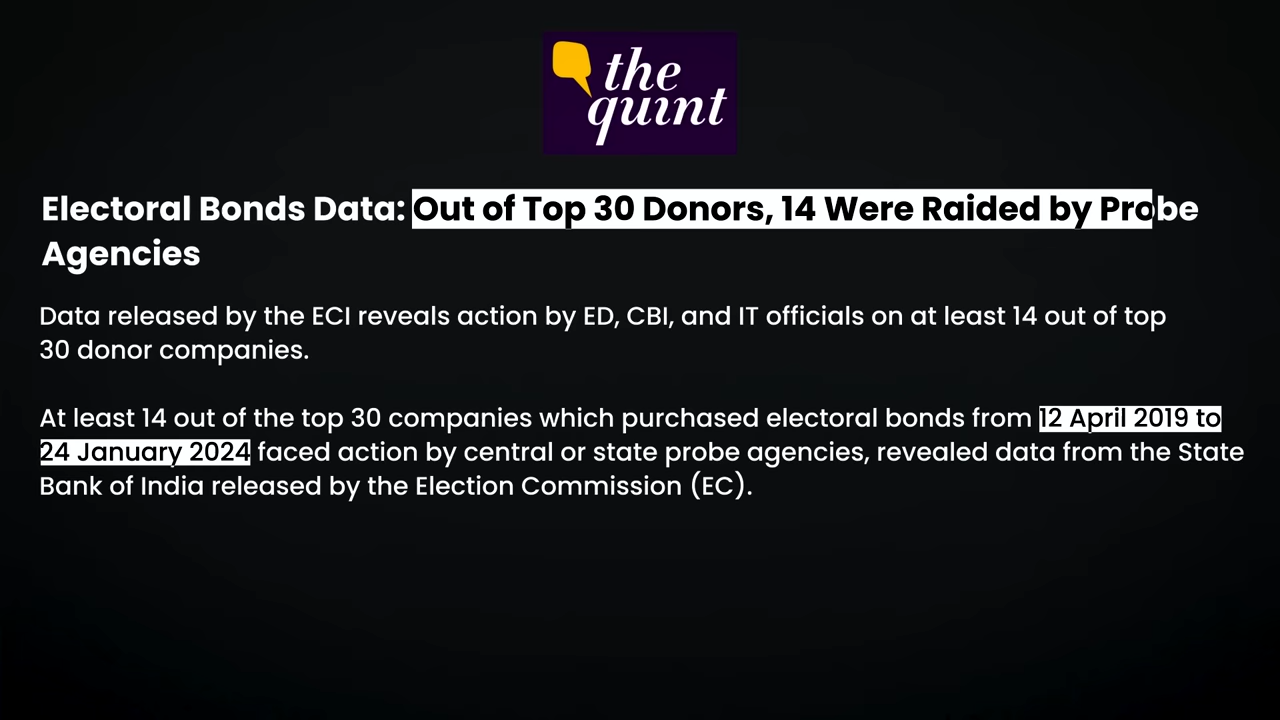 the
quint
Electoral Bonds Data: Out of Top 30 Donors, 14 Were Raided by Probe
Agencies
Data released by the ECI reveals action by ED, CBI, and IT officials on at least 14 out of top
30 donor companies.
At least 14 out of the top 30 companies which purchased electoral bonds from 12 April 2019 to
24 January 2024 faced action by central or state probe agencies, revealed data from the State
Bank of India released by the Election Commission (EC).